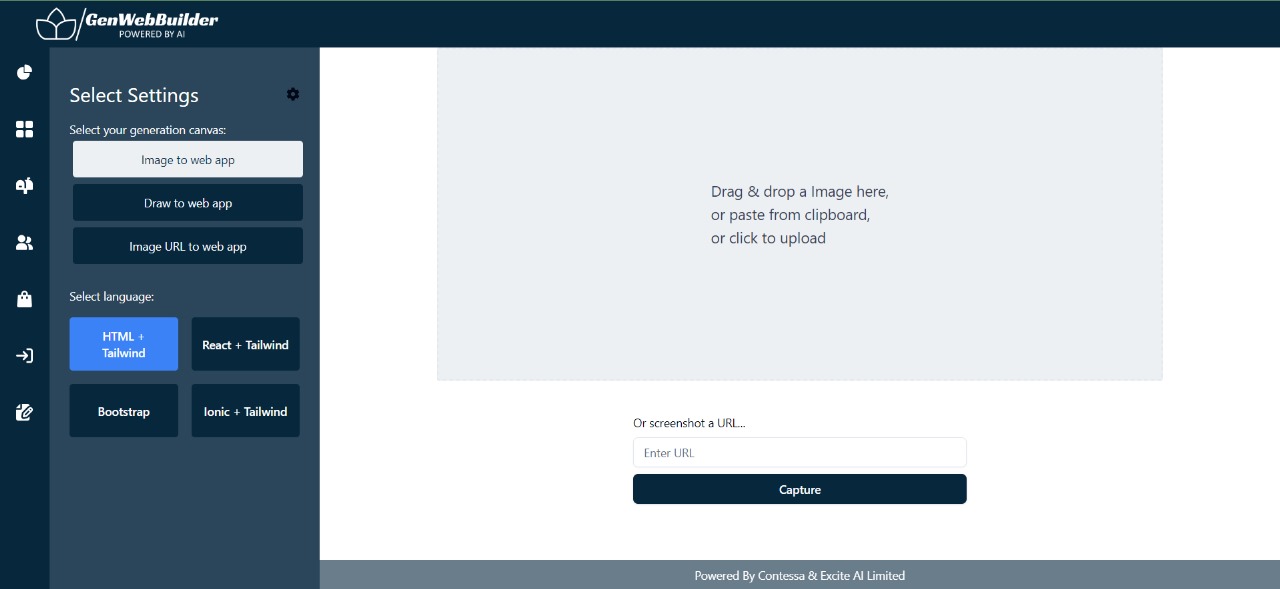 GenWebBuilder
POWERED BY AI
Select Settings
Select your generation canvas:
Image to web app
Draw to web app
Image URL to web app
Select language:
HTML +
Tailwind
React + Tailwind
Bootstrap
Ionic + Tailwind
Drag & drop a Image here,
or paste from clipboard,
or click to upload
Or screenshot a URL...
Enter URL
Capture
Powered By Contessa & Excite AI Limited